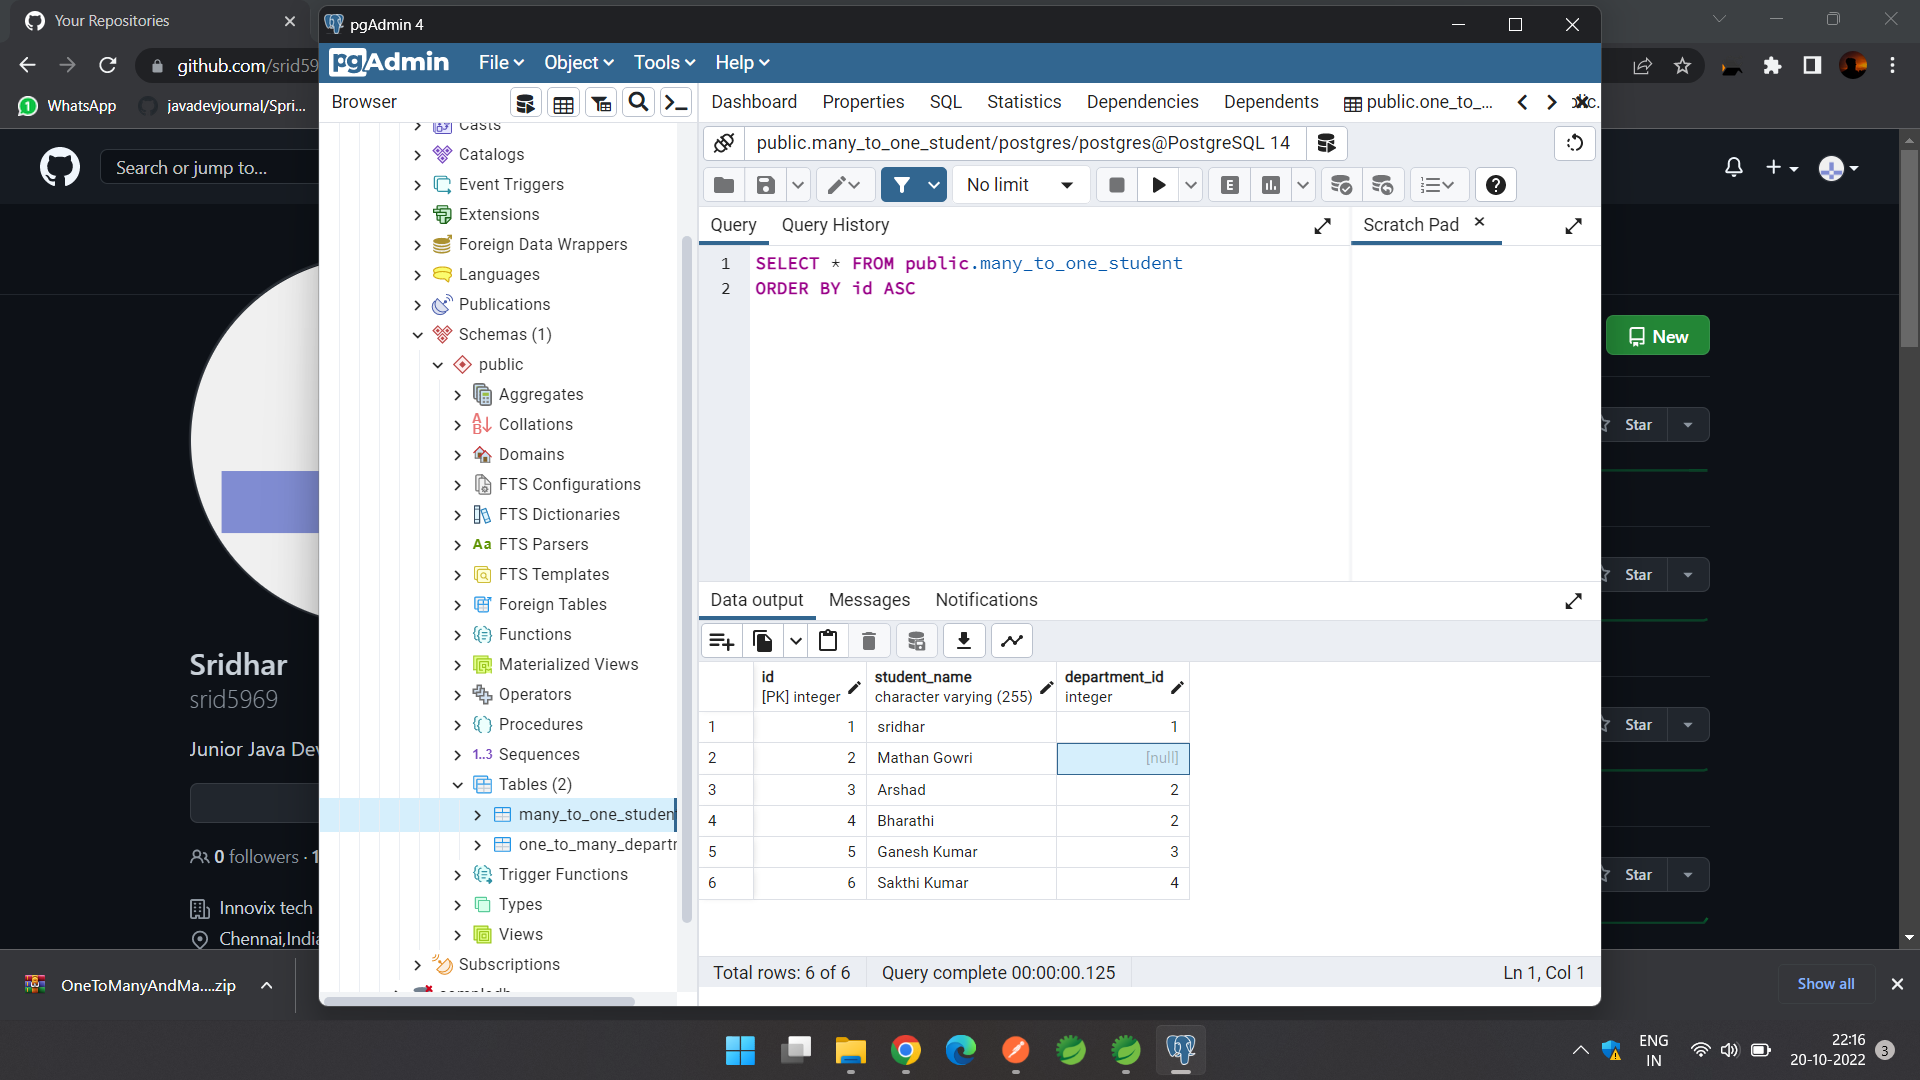 Your Repositories
pgAdmin 4
github.com/srid59
pgAdmin
File
Object
Tools
Help
WhatsApp
javadevjournal/Spri...
Browser
Dashboard
Properties
SQL
Statistics
Dependencies
Dependents
public.one_to_...
public.many_to_one_student/postgres/postgres@PostgreSQL 14
Search or jump to...
No limit
E
Query
Query History
Scratch Pad
1 SELECT * FROM public.many_to_one_student
2 ORDER BY id ASC
Casts
Catalogs
Event Triggers
Extensions
Foreign Data Wrappers
Languages
Publications
Schemas (1)
public
Aggregates
Collations
Domains
FTS Configurations
FTS Dictionaries
Aa FTS Parsers
FTS Templates
Foreign Tables
Functions
Materialized Views
Operators
Procedures
1..3 Sequences
Tables (2)
many_to_one_studen
one_to_many_departr
Trigger Functions
Types
Views
Subscriptions
New
Star
Star
Star
Star
Sridhar
srid5969
Junior Java De
0 followers · 1
Innovix tech
Chennai,India
Data output
Messages
Notifications
id student_name department_id
[PK] integer character varying (255) integer
1 1 sridhar 1
2 2 Mathan Gowri [null]
3 3 Arshad 2
4 4 Bharathi 2
5 5 Ganesh Kumar 3
6 6 Sakthi Kumar 4
Total rows: 6 of 6
Query complete 00:00:00.125
Ln 1, Col 1
OneToManyAndMa....zip
Show all
ENG
IN
22:16
20-10-2022
3